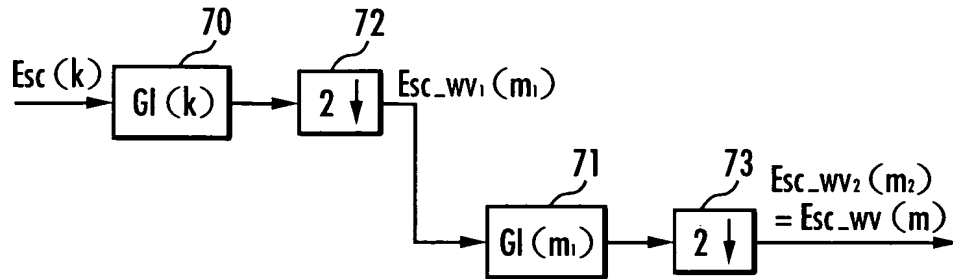 70
72
Esc(k)
GI(k)
2↓
Esc_wv₁(m₁)
71
73
GI(m₁)
2↓
Esc_wv₂(m₂)
=Esc_wv(m)